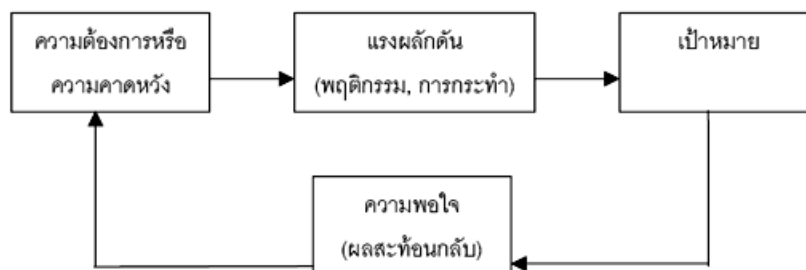 ความต้องการหรือ
ความคาดหวัง
แรงผลักดัน
(พฤติกรรม, การกระทำ)
เป้าหมาย
ความพอใจ
(ผลสะท้อนกลับ)